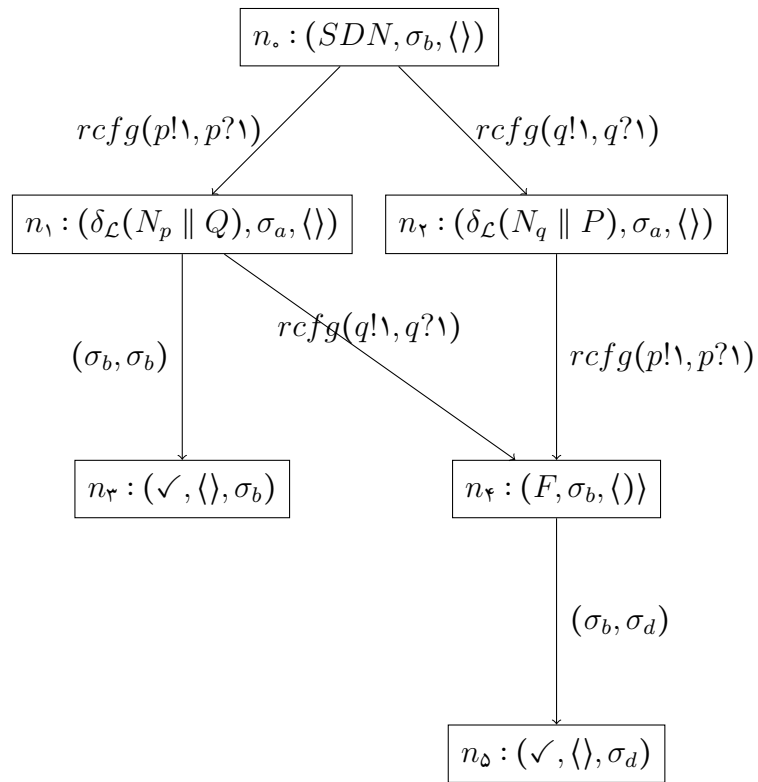 n۰ : (SDN, σb, ⟨⟩)
rcfg(p!۱, p?۱) rcfg(q!۱, q?۱)
n۱ : (δℒ(Np ∥ Q), σa, ⟨⟩) n۲ : (δℒ(Nq ∥ P), σa, ⟨⟩)
rcfg(q!۱, q?۱)
(σb, σb) rcfg(p!۱, p?۱)
n۳ : (✓, ⟨⟩, σb) n۴ : (F, σb, ⟨)⟩
(σb, σd)
n۵ : (✓, ⟨⟩, σd)